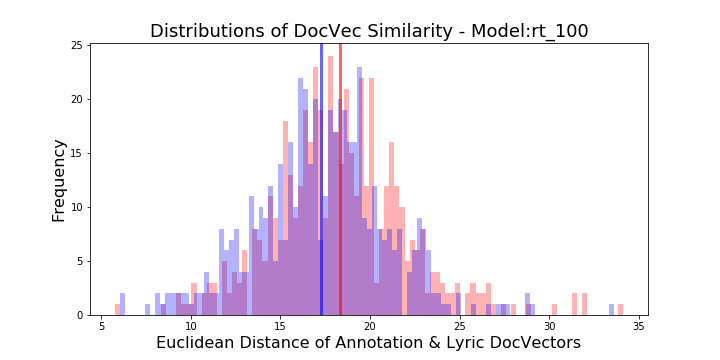 Distributions of DocVec Similarity - Model:rt_100
25
20
15
10
5
0
Frequency
5 10 15 20 25 30 35
Euclidean Distance of Annotation & Lyric DocVectors